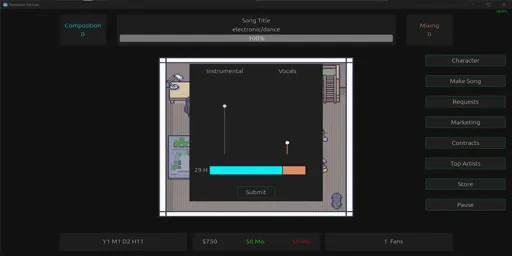 Composition
0
Song Title
electronic/dance
100%
Mixing
0
Instrumental
Vocals
29 H
Submit
Character
Make Song
Requests
Marketing
Contracts
Top Artists
Store
Pause
Y1 M1 D2 H11
$750
$0 Mo.
$0 Mo.
1 Fans